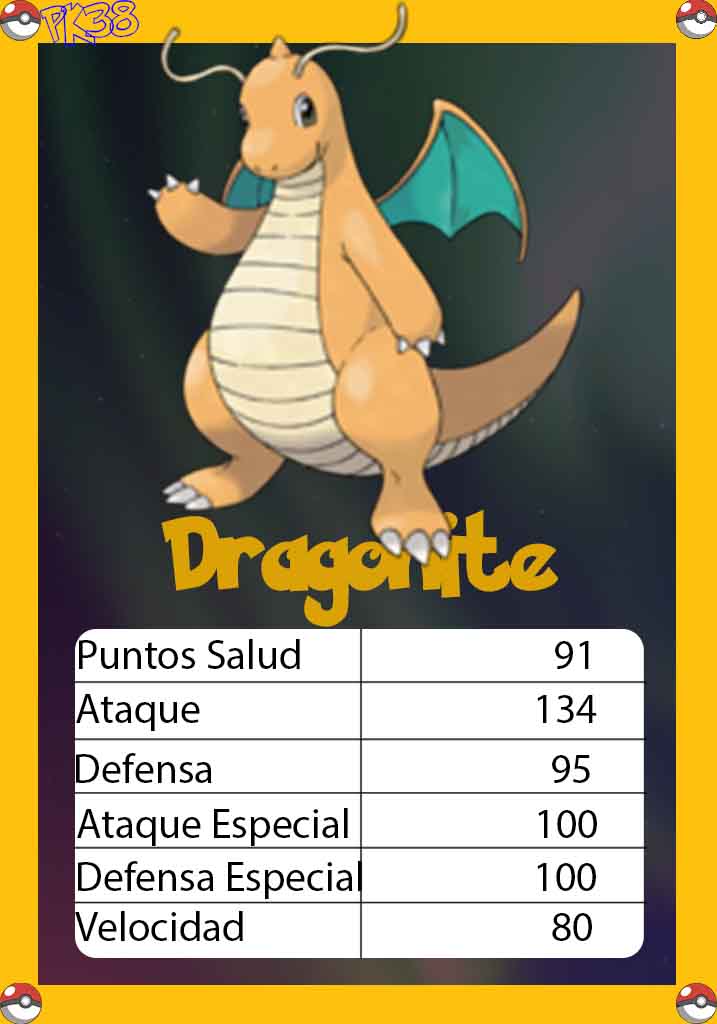 PK38
Dragonite
Puntos Salud 91
Ataque 134
Defensa 95
Ataque Especial 100
Defensa Especial 100
Velocidad 80